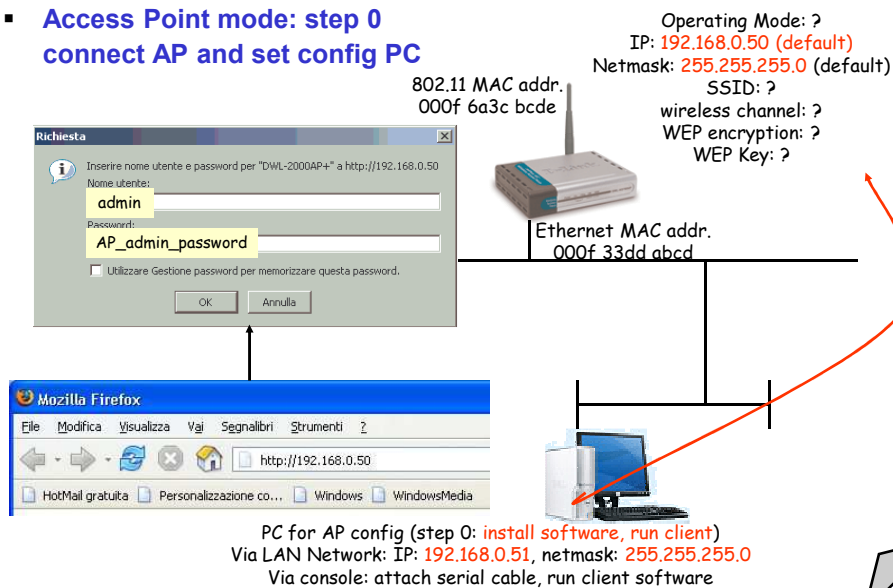 ▪ Access Point mode: step 0
connect AP and set config PC
Operating Mode: ?
IP: 192.168.0.50 (default)
Netmask: 255.255.255.0 (default)
SSID: ?
wireless channel: ?
WEP encryption: ?
WEP Key: ?
802.11 MAC addr.
000f 6a3c bcde
Richiesta
Inserire nome utente e password per "DWL-2000AP+" a http://192.168.0.50
Nome utente:
admin
Password:
AP_admin_password
Utilizzare Gestione password per memorizzare questa password.
OK Annulla
D-Link
Ethernet MAC addr.
000f 33dd abcd
Mozilla Firefox
File Modifica Visualizza Vai Segnalibri Strumenti ?
http://192.168.0.50
HotMail gratuita Personalizzazione co... Windows WindowsMedia
PC for AP config (step 0: install software, run client)
Via LAN Network: IP: 192.168.0.51, netmask: 255.255.255.0
Via console: attach serial cable, run client software